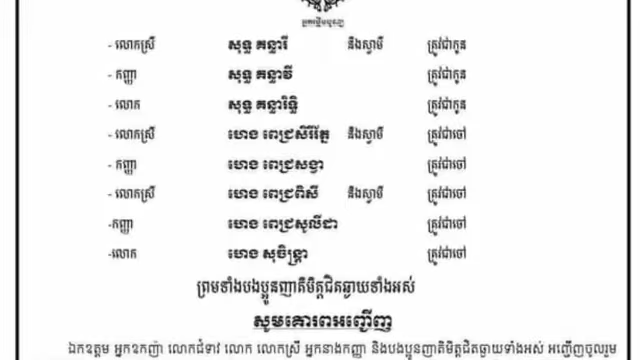 អ្នកផ្ដើមបុណ្យ
- លោកស្រី សុទ្ធ គន្ធារី និងស្វាមី ត្រូវជាកូន
- កញ្ញា សុទ្ធ គន្ធាវី ត្រូវជាកូន
- លោក សុទ្ធ គន្ធារិទ្ធិ ត្រូវជាកូន
- លោកស្រី ហេង ពេជ្រសិរីរ័ត្ន និងស្វាមី ត្រូវជាចៅ
- កញ្ញា ហេង ពេជ្រសង្វា ត្រូវជាចៅ
- លោកស្រី ហេង ពេជ្រពិសី និងស្វាមី ត្រូវជាចៅ
-កញ្ញា ហេង ពេជ្រសូលីដា ត្រូវជាចៅ
-លោក ហេង សុចិន្ត្រា ត្រូវជាចៅ
ព្រមទាំងបងប្អូនញាតិមិត្តជិតឆ្ងាយទាំងអស់
សូមគោរពអញ្ជើញ
ឯកឧត្តម អ្នកឧកញ៉ា លោកជំទាវ លោក លោកស្រី អ្នកនាងកញ្ញា និងបងប្អូនញាតិមិត្តជិតឆ្ងាយទាំងអស់ អញ្ជើញចូលរួម